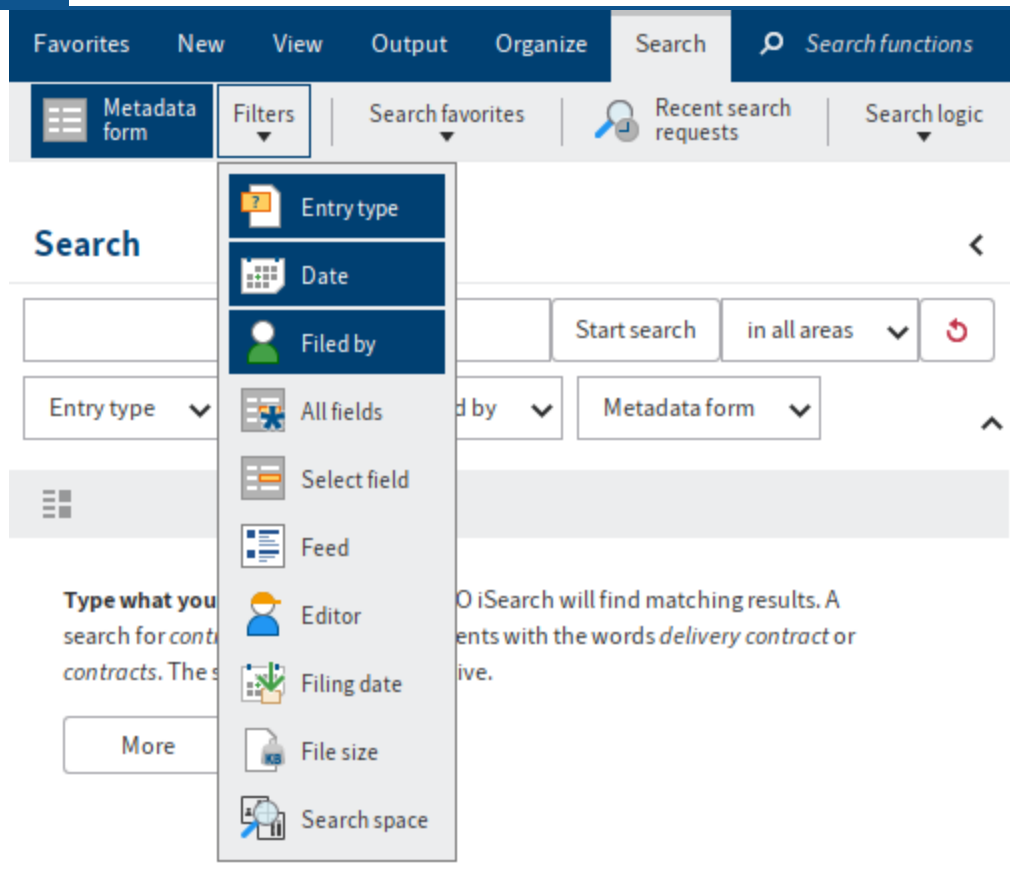 Favorites New View Output Organize Search Search functions
Metadata form Filters Search favorites Recent search requests Search logic
Entry type
Date
Filed by
All fields
Select field
Feed
Editor
Filing date
File size
Search space
Search
Start search in all areas
Entry type d by Metadata form
Type what you O iSearch will find matching results. A
search for cont ents with the words delivery contract or
contracts. The s ive.
More